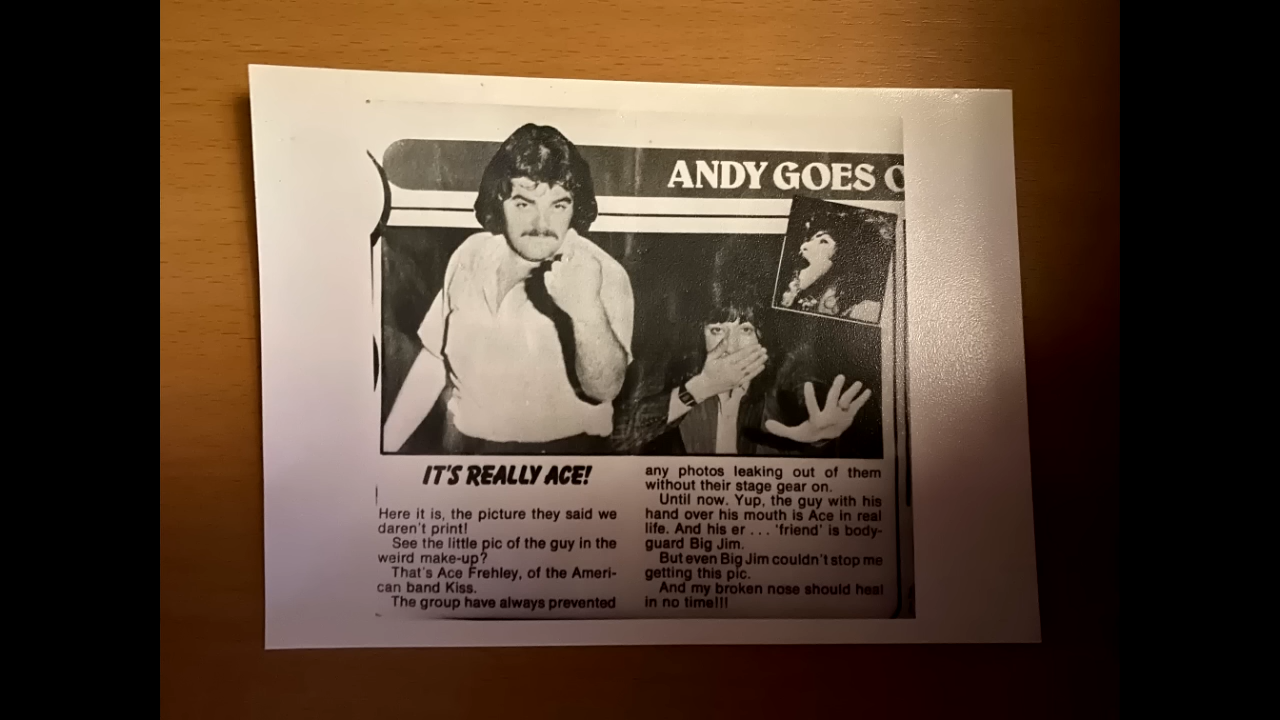 ANDY GOES
IT'S REALLY ACE!
Here it is, the picture they said we
daren't print!
See the little pic of the guy in the
weird make-up?
That's Ace Frehley, of the Ameri-
can band Kiss.
The group have always prevented
any photos leaking out of them
without their stage gear on.
Until now. Yup, the guy with his
hand over his mouth is Ace in real
life. And his er . . . 'friend' is body-
guard Big Jim.
But even Big Jim couldn't stop me
getting this pic.
And my broken nose should heal
in no time!!!